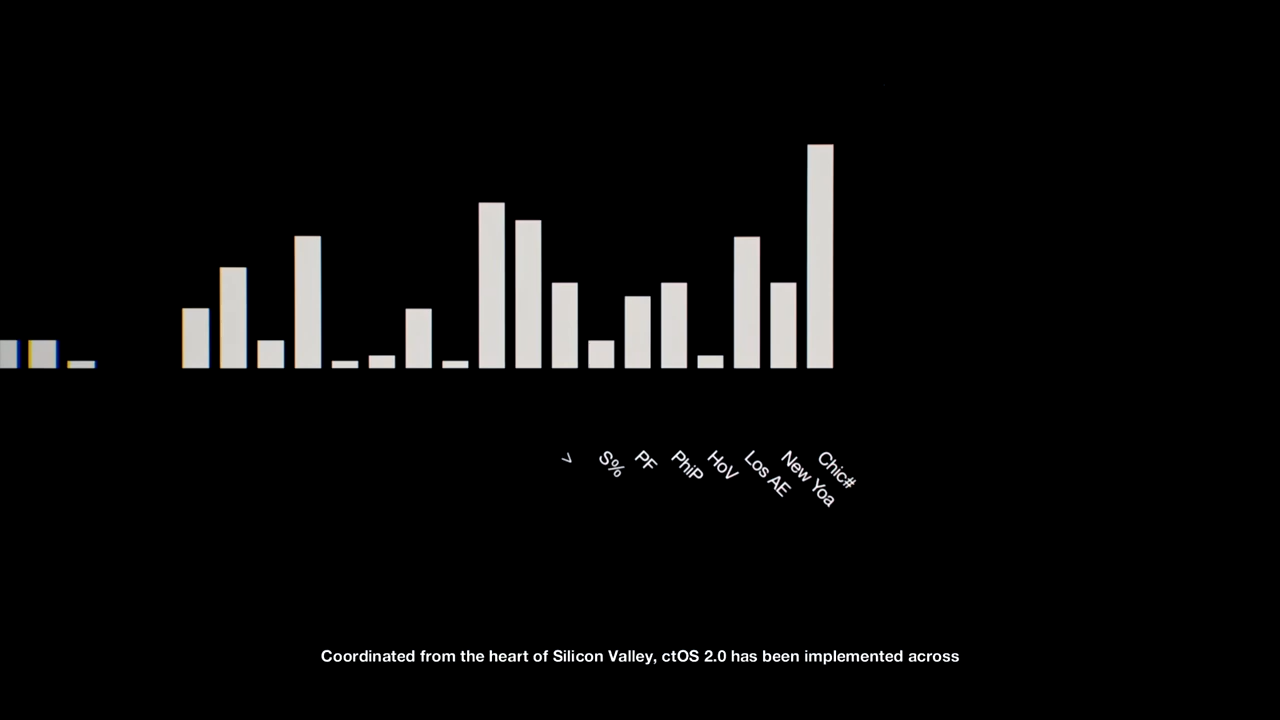 >
S%
PF
PhiP
HoV
Los AE
New Yoa
Chic#
Coordinated from the heart of Silicon Valley, ctOS 2.0 has been implemented across